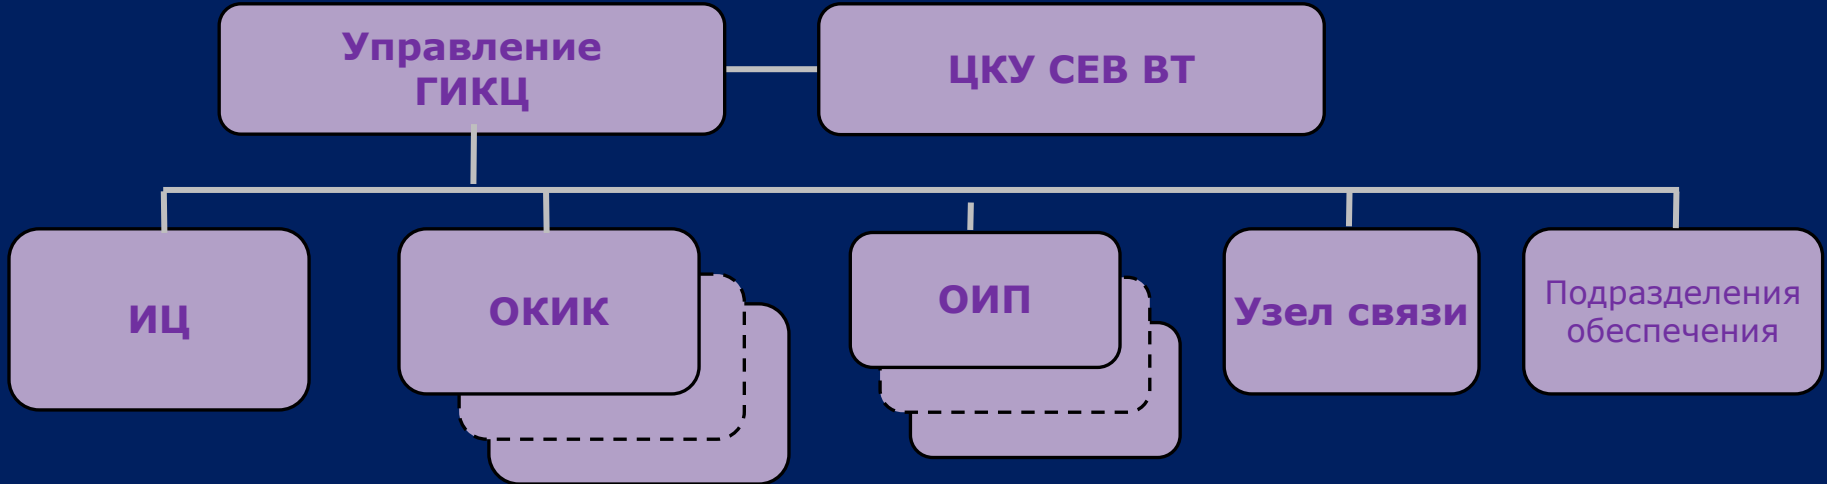 Управление
ГИКЦ
ЦКУ СЕВ ВТ
ИЦ
ОКИК
ОИП
Узел связи
Подразделения
обеспечения